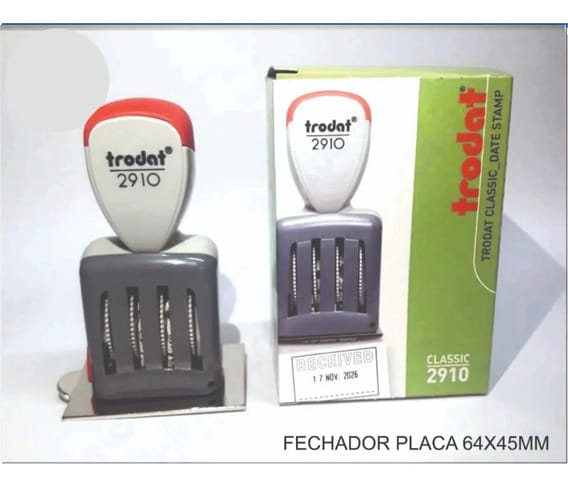 trodat®
2910
trodat®
2910
trodat®
TRODAT CLASSIC_DATE STAMP
RECEIVED
17 NOV. 2026
CLASSIC
2910
FECHADOR PLACA 64X45MM